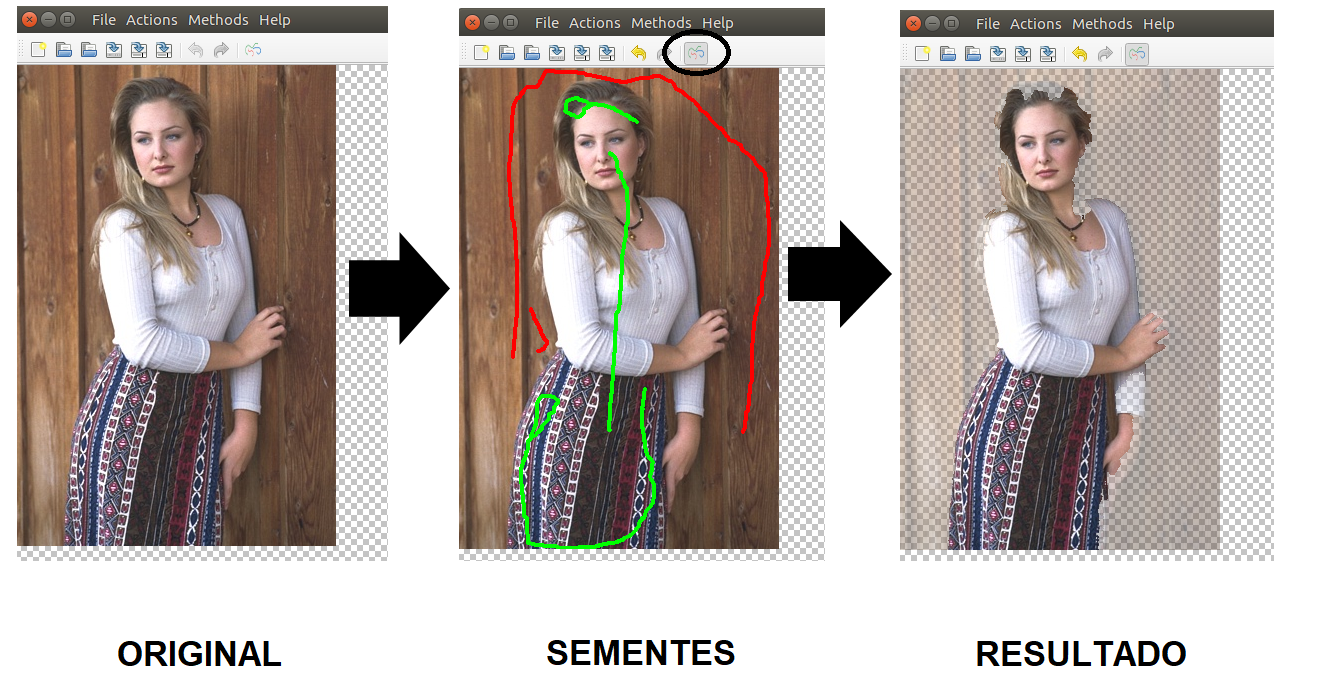 File Actions Methods Help
File Actions Methods Help
File Actions Methods Help
ORIGINAL
SEMENTES
RESULTADO